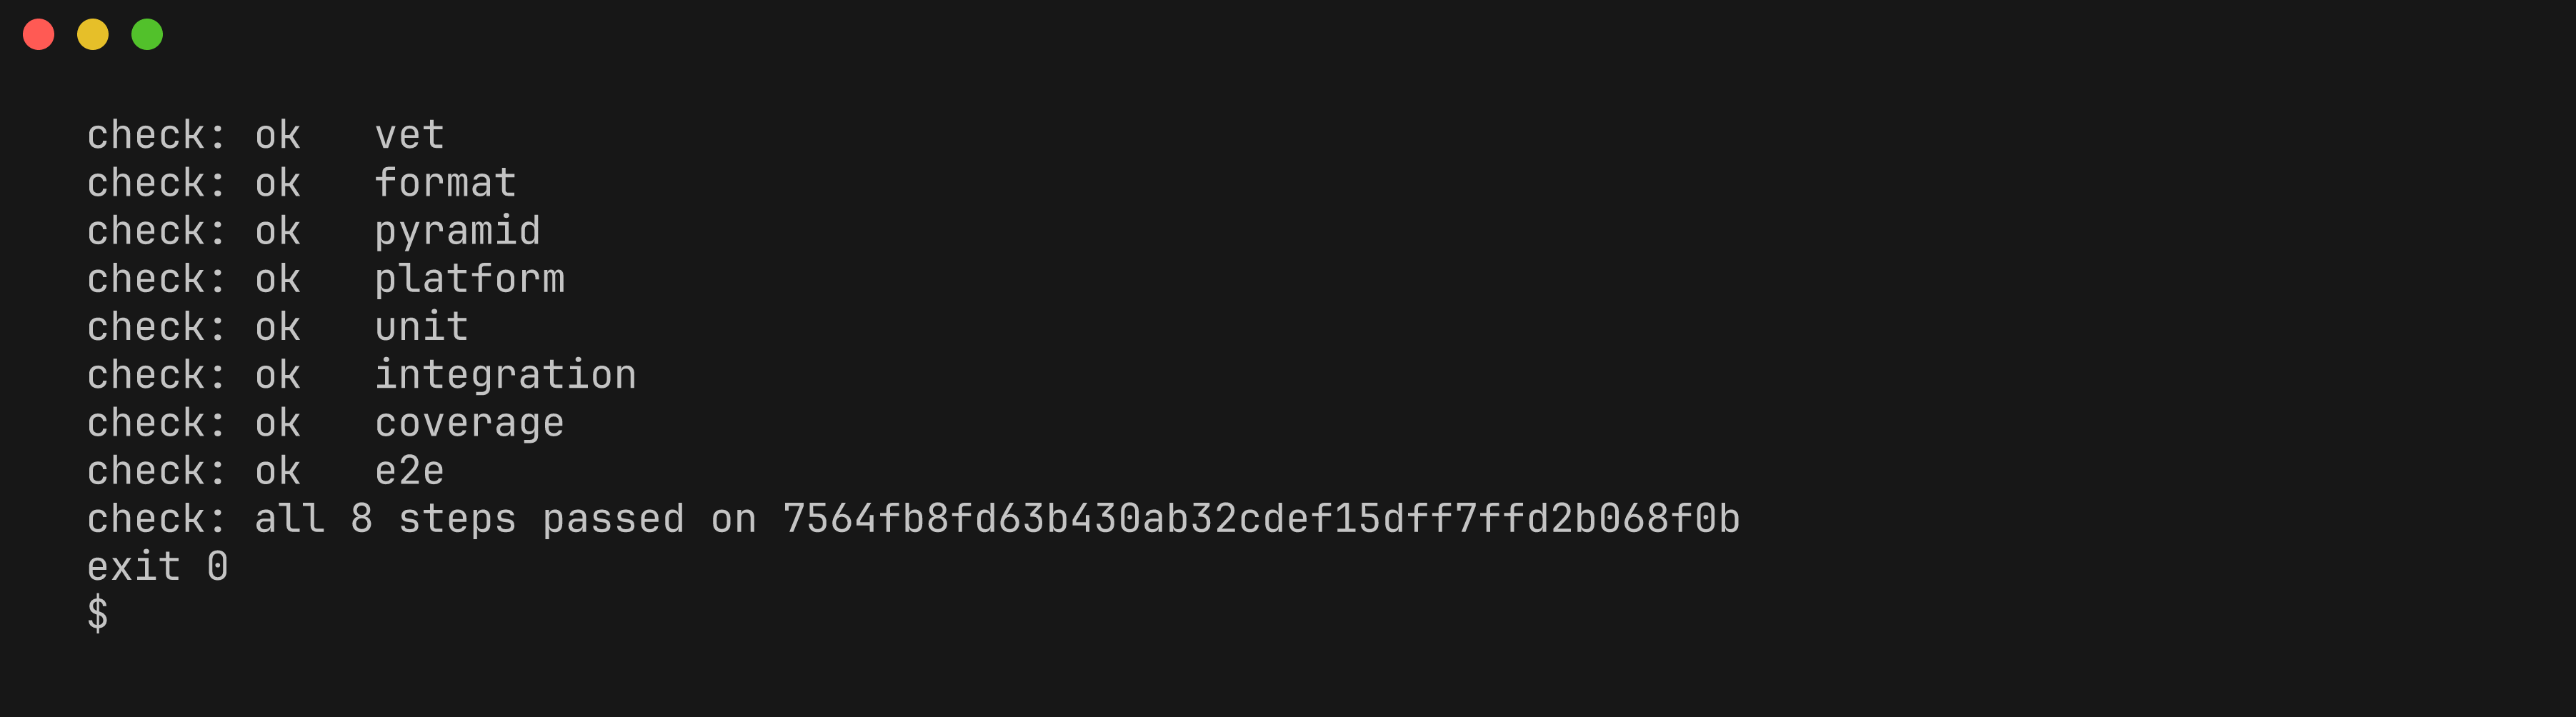 check: ok   vet
check: ok   format
check: ok   pyramid
check: ok   platform
check: ok   unit
check: ok   integration
check: ok   coverage
check: ok   e2e
check: all 8 steps passed on 7564fb8fd63b430ab32cdef15dff7ffd2b068f0b
exit 0
$